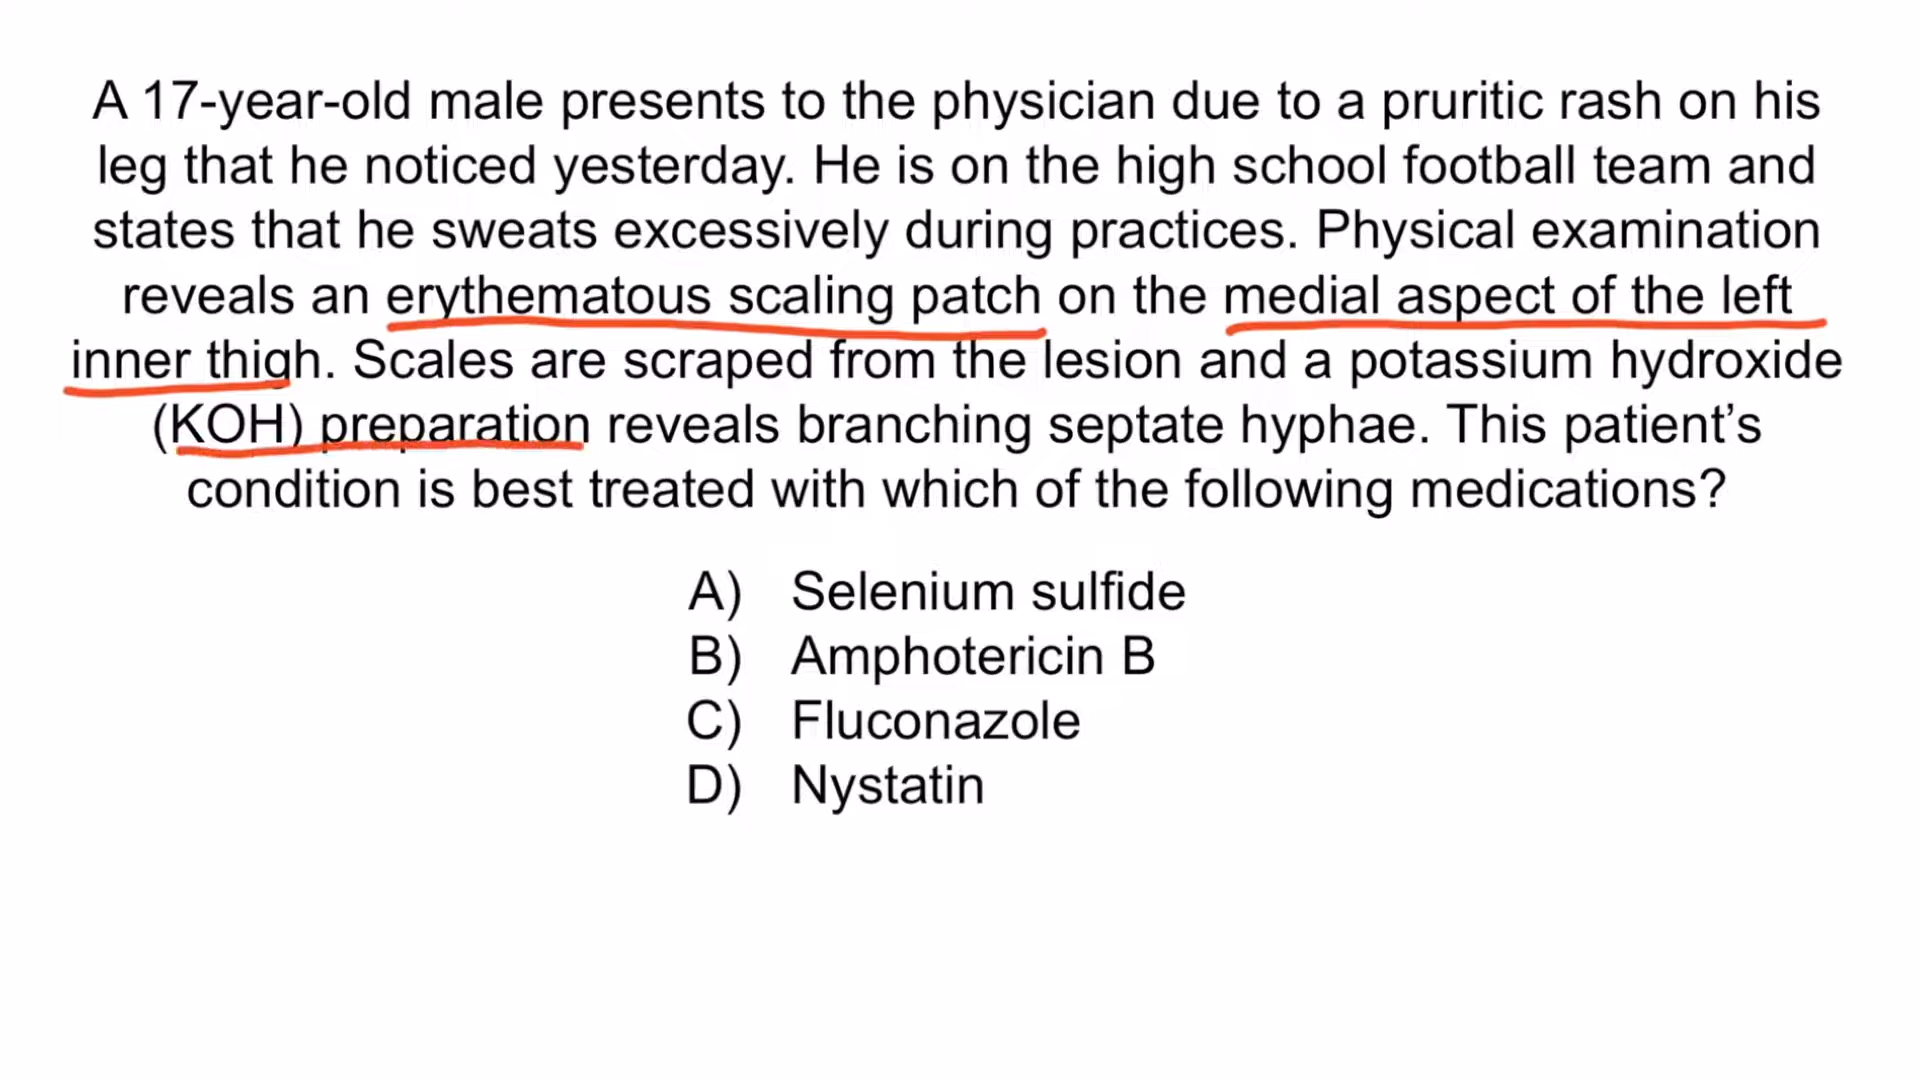 A 17-year-old male presents to the physician due to a pruritic rash on his
leg that he noticed yesterday. He is on the high school football team and
states that he sweats excessively during practices. Physical examination
reveals an erythematous scaling patch on the medial aspect of the left
inner thigh. Scales are scraped from the lesion and a potassium hydroxide
(KOH) preparation reveals branching septate hyphae. This patient’s
condition is best treated with which of the following medications?
A) Selenium sulfide
B) Amphotericin B
C) Fluconazole
D) Nystatin